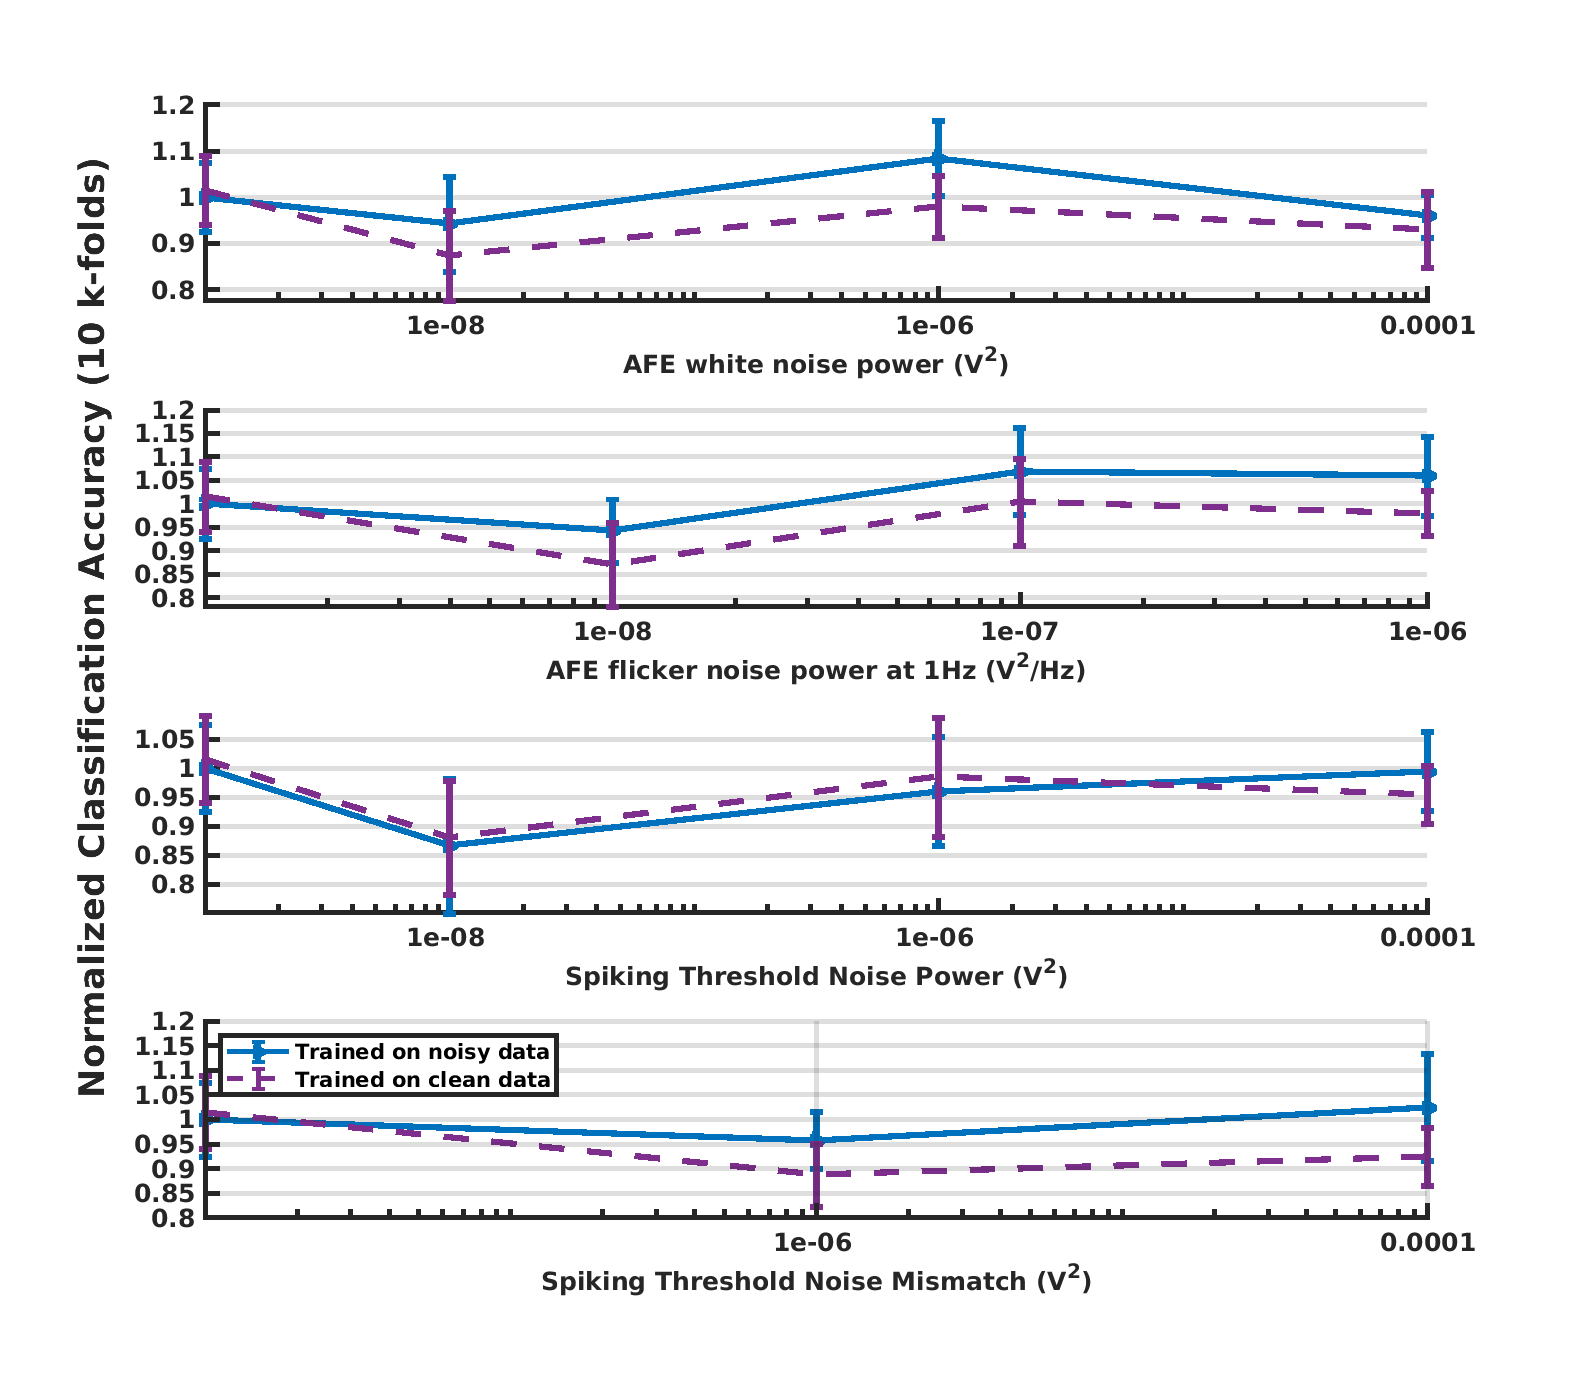 Normalized Classification Accuracy (10 k-folds)
1.2
1.1
1
0.9
0.8
1e-08
1e-06
0.0001
AFE white noise power (V²)
1.2
1.15
1.1
1.05
1
0.95
0.9
0.85
0.8
1e-08
1e-07
1e-06
AFE flicker noise power at 1Hz (V²/Hz)
1.05
1
0.95
0.9
0.85
0.8
1e-08
1e-06
0.0001
Spiking Threshold Noise Power (V²)
1.2
1.15
1.1
1.05
1
0.95
0.9
0.85
0.8
Trained on noisy data
Trained on clean data
1e-06
0.0001
Spiking Threshold Noise Mismatch (V²)